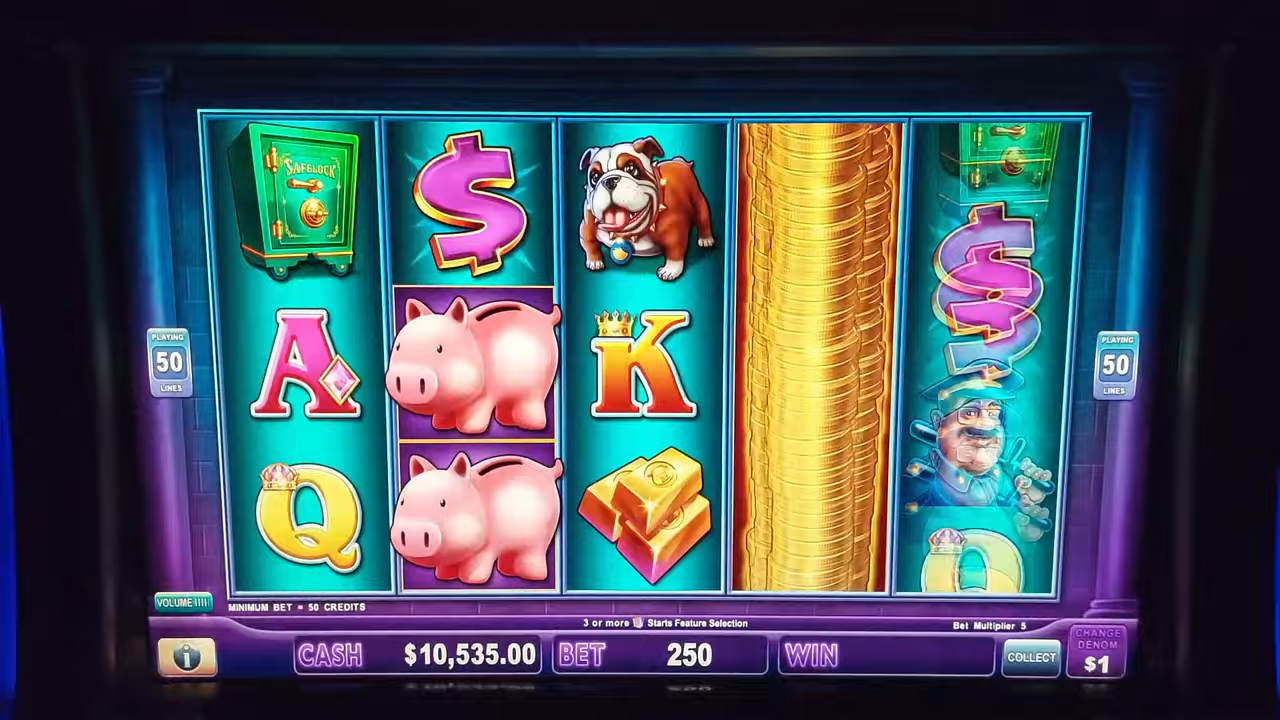 SAFELOCK
$
$
A
K
PLAYING
50
LINES
PLAYING
50
LINES
Q
Q
VOLUME
MINIMUM BET = 50 CREDITS
3 or more Starts Feature Selection
Bet Multiplier 5
i
CASH $10,535.00
BET 250
WIN
COLLECT
CHANGE
DENOM
$1